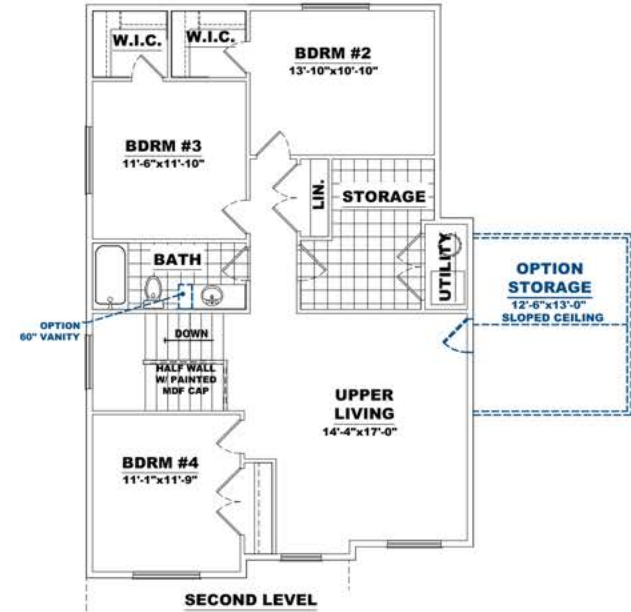 W.I.C.
W.I.C.
BDRM #2
13'-10"x10'-10"
BDRM #3
11'-6"x11'-10"
LIN.
STORAGE
BATH
UTILITY
OPTION
STORAGE
12'-6"x13'-0"
SLOPED CEILING
OPTION
60" VANITY
DOWN
HALF WALL
W/ PAINTED
MDF CAP
UPPER
LIVING
14'-4"x17'-0"
BDRM #4
11'-1"x11'-9"
SECOND LEVEL